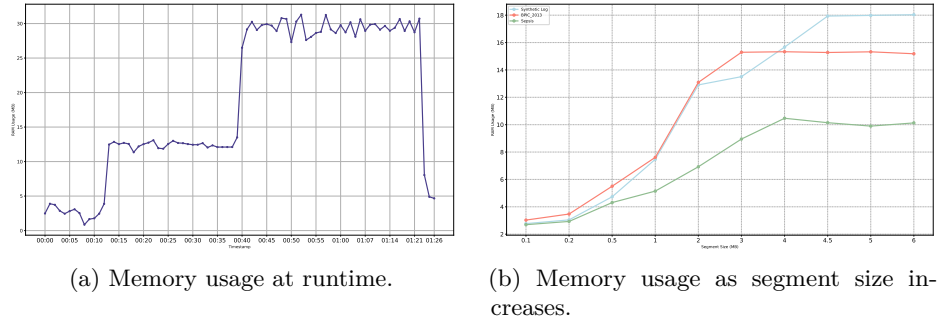 30
25
20
15
10
5
0
RAM Usage (MB)
00:00 00:05 00:10 00:15 00:20 00:25 00:30 00:35 00:40 00:45 00:50 00:55 01:00 01:07 01:14 01:21 01:26
Timestamp
(a) Memory usage at runtime.
Synthetic Log
BPIC_2013
Sepsis
18
16
14
12
10
8
6
4
2
RAM Usage (MB)
0.1 0.2 0.5 1 2 3 4 4.5 5 6
Segment Size (MB)
(b) Memory usage as segment size in-
creases.